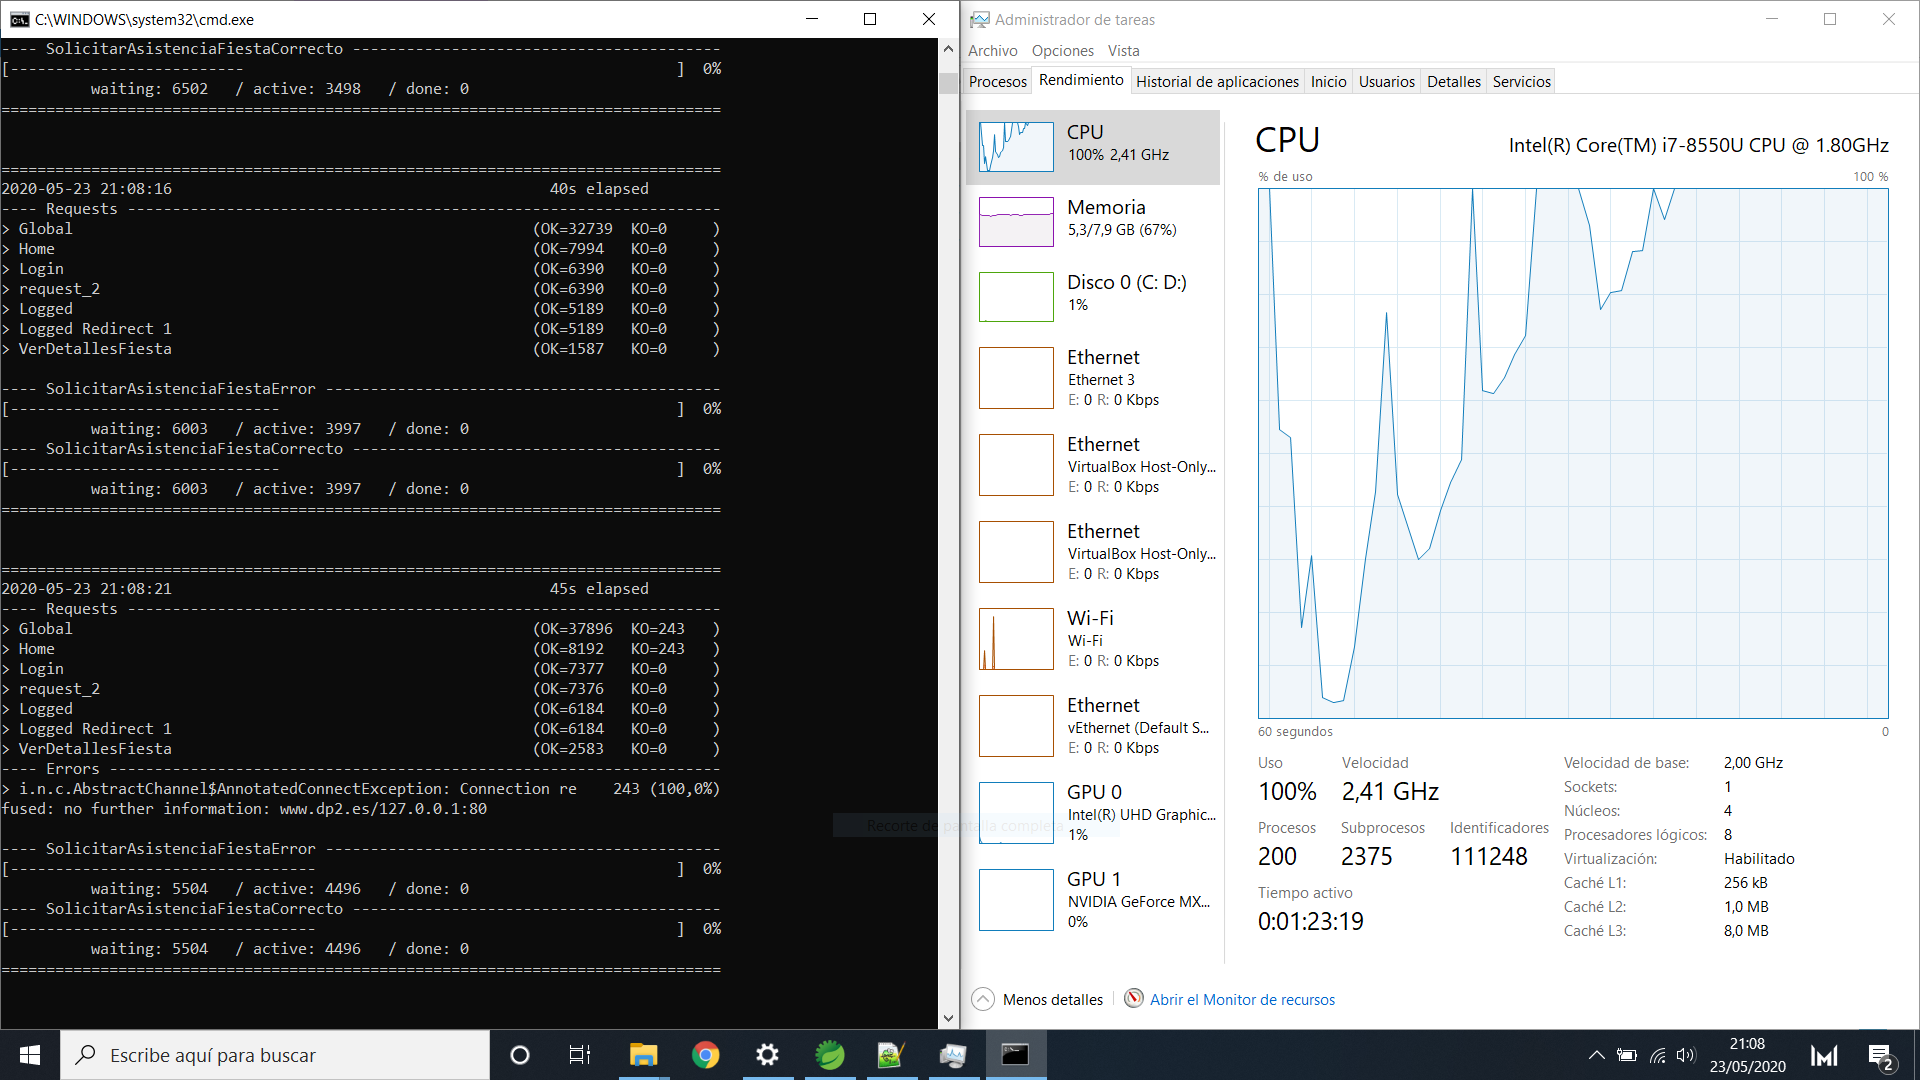 C:\WINDOWS\system32\cmd.exe
---- SolicitarAsistenciaFiestaCorrecto -----------------------------------------
[--------------------------                                                ]  0%
          waiting: 6502   / active: 3498   / done: 0
================================================================================
================================================================================
2020-05-23 21:08:16                                          40s elapsed
---- Requests ------------------------------------------------------------------
> Global                                                   (OK=32739  KO=0     )
> Home                                                     (OK=7994   KO=0     )
> Login                                                    (OK=6390   KO=0     )
> request_2                                                (OK=6390   KO=0     )
> Logged                                                   (OK=5189   KO=0     )
> Logged Redirect 1                                        (OK=5189   KO=0     )
> VerDetallesFiesta                                        (OK=1587   KO=0     )
---- SolicitarAsistenciaFiestaError --------------------------------------------
[------------------------------                                            ]  0%
          waiting: 6003   / active: 3997   / done: 0
---- SolicitarAsistenciaFiestaCorrecto -----------------------------------------
[------------------------------                                            ]  0%
          waiting: 6003   / active: 3997   / done: 0
================================================================================
================================================================================
2020-05-23 21:08:21                                          45s elapsed
---- Requests ------------------------------------------------------------------
> Global                                                   (OK=37896  KO=243   )
> Home                                                     (OK=8192   KO=243   )
> Login                                                    (OK=7377   KO=0     )
> request_2                                                (OK=7376   KO=0     )
> Logged                                                   (OK=6184   KO=0     )
> Logged Redirect 1                                        (OK=6184   KO=0     )
> VerDetallesFiesta                                        (OK=2583   KO=0     )
---- Errors --------------------------------------------------------------------
> i.n.c.AbstractChannel$AnnotatedConnectException: Connection re    243 (100,0%)
fused: no further information: www.dp2.es/127.0.0.1:80
---- SolicitarAsistenciaFiestaError --------------------------------------------
[----------------------------------                                        ]  0%
          waiting: 5504   / active: 4496   / done: 0
---- SolicitarAsistenciaFiestaCorrecto -----------------------------------------
[----------------------------------                                        ]  0%
          waiting: 5504   / active: 4496   / done: 0
================================================================================
Recorte de pantalla completa
Administrador de tareas
Archivo Opciones Vista
Procesos Rendimiento Historial de aplicaciones Inicio Usuarios Detalles Servicios
CPU
100% 2,41 GHz
Memoria
5,3/7,9 GB (67%)
Disco 0 (C: D:)
1%
Ethernet
Ethernet 3
E: 0 R: 0 Kbps
Ethernet
VirtualBox Host-Only...
E: 0 R: 0 Kbps
Ethernet
VirtualBox Host-Only...
E: 0 R: 0 Kbps
Wi-Fi
Wi-Fi
E: 0 R: 0 Kbps
Ethernet
vEthernet (Default S...
E: 0 R: 0 Kbps
GPU 0
Intel(R) UHD Graphic...
1%
GPU 1
NVIDIA GeForce MX...
0%
CPU
Intel(R) Core(TM) i7-8550U CPU @ 1.80GHz
% de uso 100 %
60 segundos 0
Uso Velocidad
100% 2,41 GHz
Procesos Subprocesos Identificadores
200 2375 111248
Tiempo activo
0:01:23:19
Velocidad de base: 2,00 GHz
Sockets: 1
Núcleos: 4
Procesadores lógicos: 8
Virtualización: Habilitado
Caché L1: 256 kB
Caché L2: 1,0 MB
Caché L3: 8,0 MB
Menos detalles Abrir el Monitor de recursos
Escribe aquí para buscar
21:08
23/05/2020
2